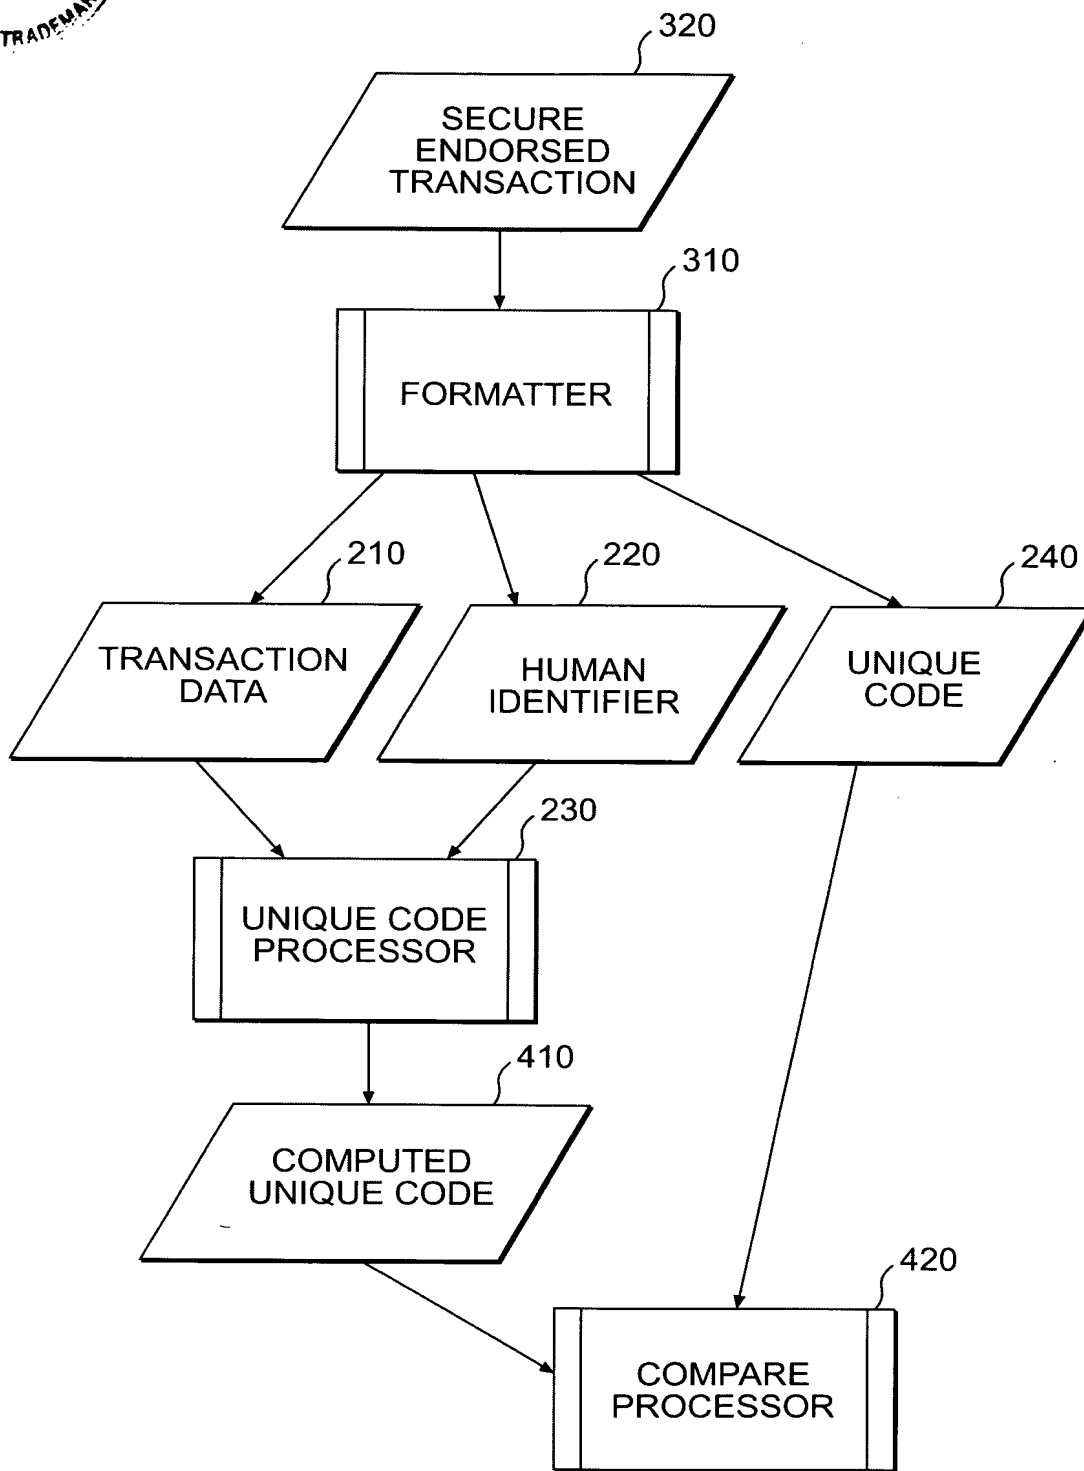 TRADEMAR
320
SECURE
ENDORSED
TRANSACTION
310
FORMATTER
210
220
240
TRANSACTION
DATA
HUMAN
IDENTIFIER
UNIQUE
CODE
230
UNIQUE CODE
PROCESSOR
410
COMPUTED
UNIQUE CODE
420
COMPARE
PROCESSOR